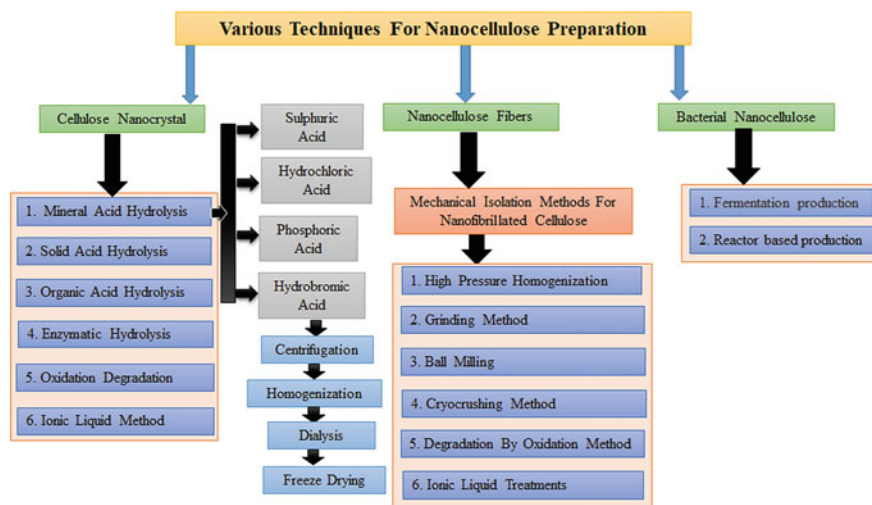 Various Techniques For Nanocellulose Preparation
Cellulose Nanocrystal
1. Mineral Acid Hydrolysis
2. Solid Acid Hydrolysis
3. Organic Acid Hydrolysis
4. Enzymatic Hydrolysis
5. Oxidation Degradation
6. Ionic Liquid Method
Sulphuric
Acid
Hydrochloric
Acid
Phosphoric
Acid
Hydrobromic
Acid
Centrifugation
Homogenization
Dialysis
Freeze Drying
Nanocellulose Fibers
Mechanical Isolation Methods For
Nanofibrillated Cellulose
1. High Pressure Homogenization
2. Grinding Method
3. Ball Milling
4. Cryocrushing Method
5. Degradation By Oxidation Method
6. Ionic Liquid Treatments
Bacterial Nanocellulose
1. Fermentation production
2. Reactor based production